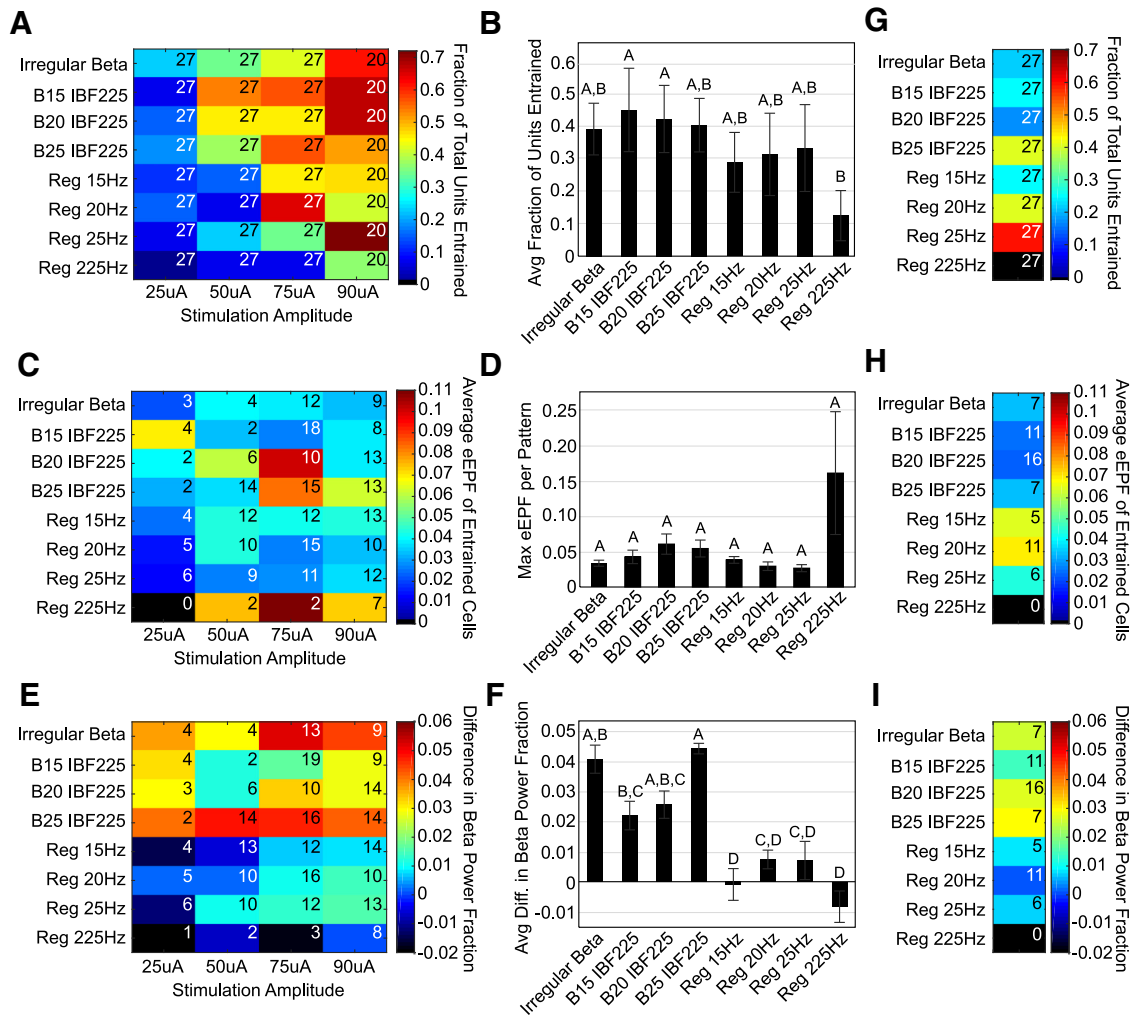 A
Irregular Beta 27 27 27 20
B15 IBF225 27 27 27 20
B20 IBF225 27 27 27 20
B25 IBF225 27 27 27 20
Reg 15Hz 27 27 27 20
Reg 20Hz 27 27 27 20
Reg 25Hz 27 27 27 20
Reg 225Hz 27 27 27 20
25uA 50uA 75uA 90uA
Stimulation Amplitude
0.7
0.6
0.5
0.4
0.3
0.2
0.1
0
Fraction of Total Units Entrained
B
Avg Fraction of Units Entrained
0.6
0.5
0.4
0.3
0.2
0.1
0
A,B A A A,B A,B A,B A,B B
Irregular Beta
B15 IBF225
B20 IBF225
B25 IBF225
Reg 15Hz
Reg 20Hz
Reg 25Hz
Reg 225Hz
G
Irregular Beta 27
B15 IBF225 27
B20 IBF225 27
B25 IBF225 27
Reg 15Hz 27
Reg 20Hz 27
Reg 25Hz 27
Reg 225Hz 27
0.7
0.6
0.5
0.4
0.3
0.2
0.1
0
Fraction of Total Units Entrained
C
Irregular Beta 3 4 12 9
B15 IBF225 4 2 18 8
B20 IBF225 2 6 10 13
B25 IBF225 2 14 15 13
Reg 15Hz 4 12 12 13
Reg 20Hz 5 10 15 10
Reg 25Hz 6 9 11 12
Reg 225Hz 0 2 2 7
25uA 50uA 75uA 90uA
Stimulation Amplitude
0.11
0.1
0.09
0.08
0.07
0.06
0.05
0.04
0.03
0.02
0.01
0
Average eEPF of Entrained Cells
D
Max eEPF per Pattern
0.25
0.20
0.15
0.10
0.05
0
A A A A A A A A
Irregular Beta
B15 IBF225
B20 IBF225
B25 IBF225
Reg 15Hz
Reg 20Hz
Reg 25Hz
Reg 225Hz
H
Irregular Beta 7
B15 IBF225 11
B20 IBF225 16
B25 IBF225 7
Reg 15Hz 5
Reg 20Hz 11
Reg 25Hz 6
Reg 225Hz 0
0.11
0.1
0.09
0.08
0.07
0.06
0.05
0.04
0.03
0.02
0.01
0
Average eEPF of Entrained Cells
E
Irregular Beta 4 4 13 9
B15 IBF225 4 2 19 9
B20 IBF225 3 6 10 14
B25 IBF225 2 14 16 14
Reg 15Hz 4 13 12 14
Reg 20Hz 5 10 16 10
Reg 25Hz 6 10 12 13
Reg 225Hz 1 2 3 8
25uA 50uA 75uA 90uA
Stimulation Amplitude
0.06
0.05
0.04
0.03
0.02
0.01
0
-0.01
-0.02
Difference in Beta Power Fraction
F
Avg Diff. in Beta Power Fraction
0.05
0.04
0.03
0.02
0.01
0
-0.01
A,B B,C A,B,C A D C,D C,D D
Irregular Beta
B15 IBF225
B20 IBF225
B25 IBF225
Reg 15Hz
Reg 20Hz
Reg 25Hz
Reg 225Hz
I
Irregular Beta 7
B15 IBF225 11
B20 IBF225 16
B25 IBF225 7
Reg 15Hz 5
Reg 20Hz 11
Reg 25Hz 6
Reg 225Hz 0
0.06
0.05
0.04
0.03
0.02
0.01
0
-0.01
-0.02
Difference in Beta Power Fraction